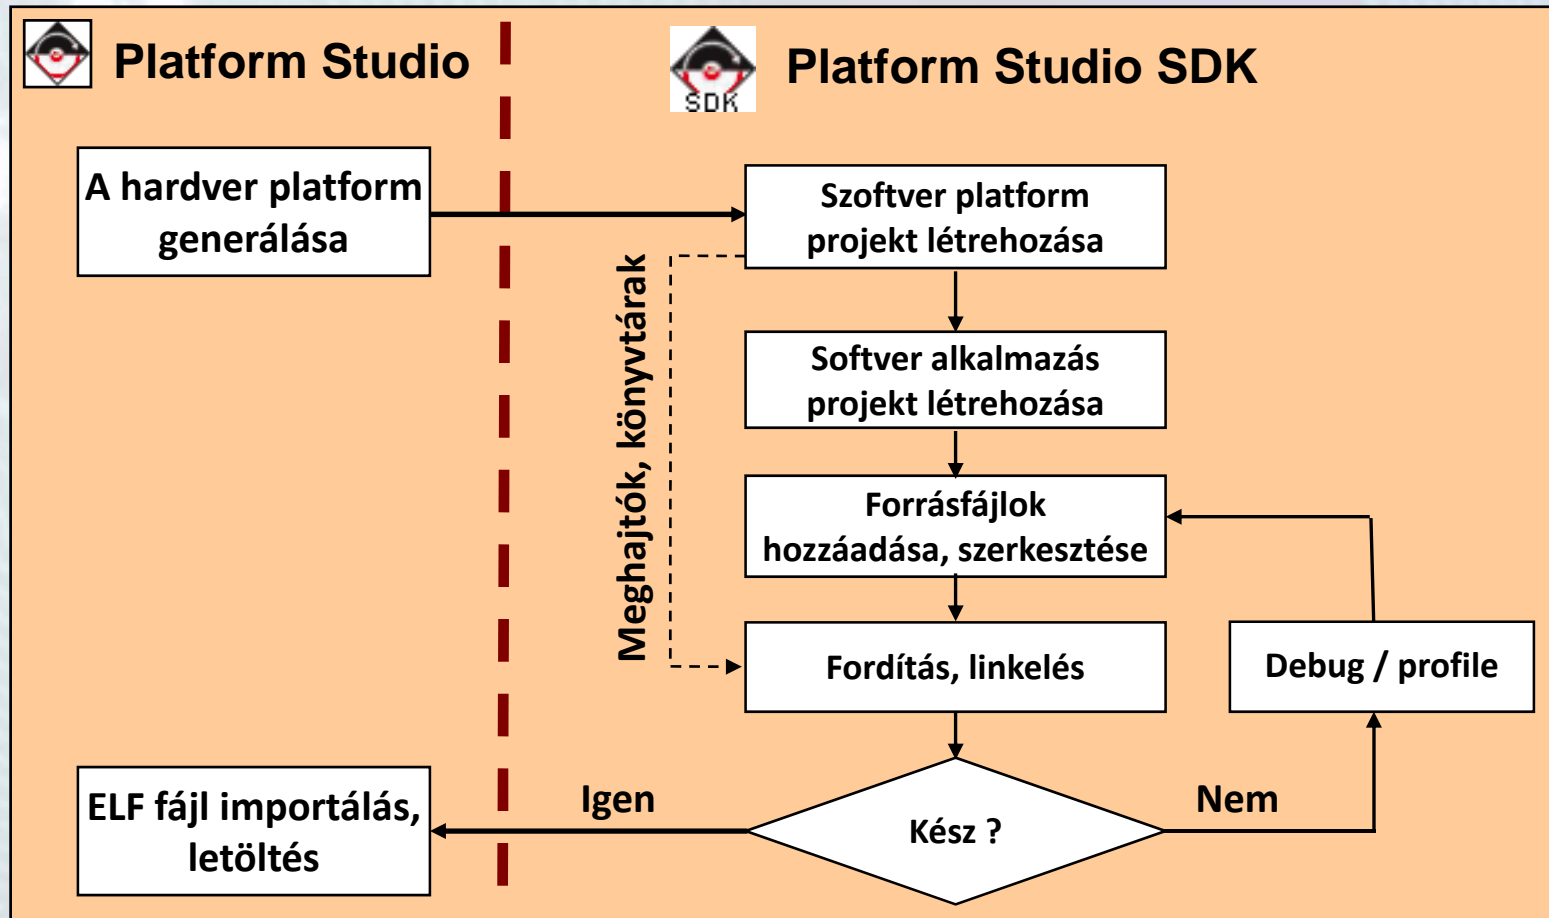 Platform Studio
SDK
Platform Studio SDK
A hardver platform
generálása
Szoftver platform
projekt létrehozása
Meghajtók, könyvtárak
Softver alkalmazás
projekt létrehozása
Forrásfájlok
hozzáadása, szerkesztése
Fordítás, linkelés
Debug / profile
ELF fájl importálás,
letöltés
Igen
Kész ?
Nem